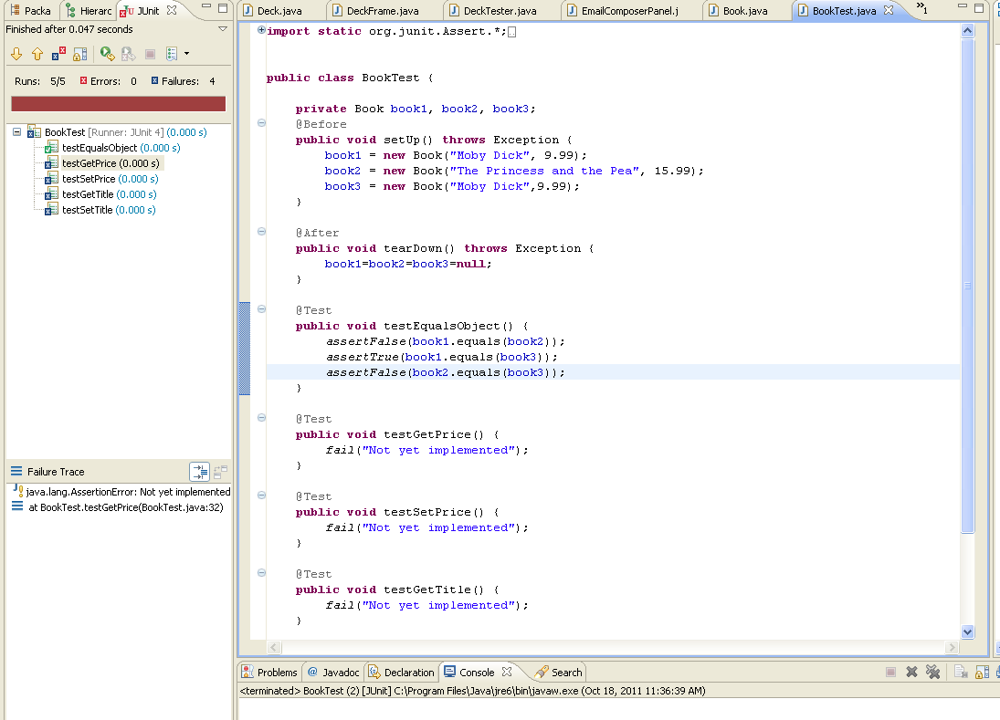 Packa Hierarc JUnit
Finished after 0.047 seconds
Runs: 5/5 Errors: 0 Failures: 4
BookTest [Runner: JUnit 4] (0.000 s)
testEqualsObject (0.000 s)
testGetPrice (0.000 s)
testSetPrice (0.000 s)
testGetTitle (0.000 s)
testSetTitle (0.000 s)
Failure Trace
java.lang.AssertionError: Not yet implemented
at BookTest.testGetPrice(BookTest.java:32)
Deck.java DeckFrame.java DeckTester.java EmailComposerPanel.j Book.java BookTest.java »1
import static org.junit.Assert.*;
public class BookTest {
private Book book1, book2, book3;
@Before
public void setUp() throws Exception {
book1 = new Book("Moby Dick", 9.99);
book2 = new Book("The Princess and the Pea", 15.99);
book3 = new Book("Moby Dick",9.99);
}
@After
public void tearDown() throws Exception {
book1=book2=book3=null;
}
@Test
public void testEqualsObject() {
assertFalse(book1.equals(book2));
assertTrue(book1.equals(book3));
assertFalse(book2.equals(book3));
}
@Test
public void testGetPrice() {
fail("Not yet implemented");
}
@Test
public void testSetPrice() {
fail("Not yet implemented");
}
@Test
public void testGetTitle() {
fail("Not yet implemented");
}
Problems Javadoc Declaration Console Search
<terminated> BookTest (2) [JUnit] C:\Program Files\Java\jre6\bin\javaw.exe (Oct 18, 2011 11:36:39 AM)